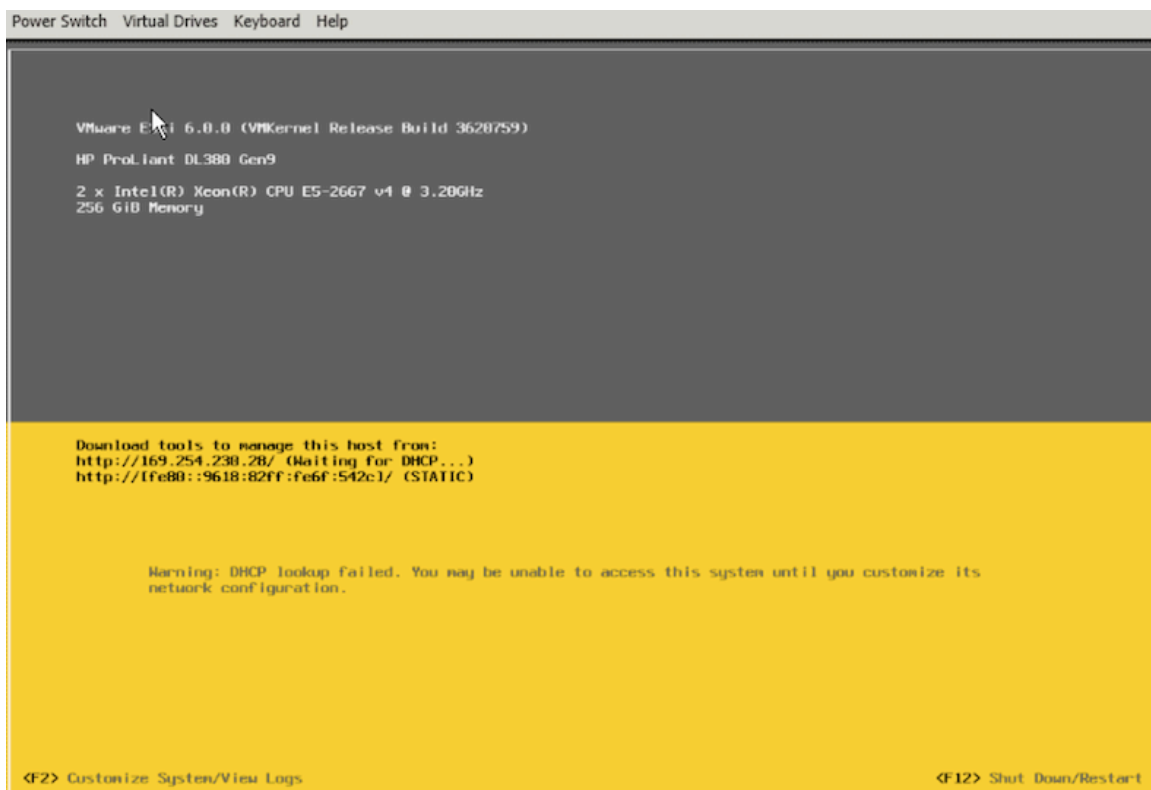 Power Switch Virtual Drives Keyboard Help
VMware ESXi 6.0.0 (VMKernel Release Build 3620759)
HP ProLiant DL380 Gen9
2 x Intel(R) Xeon(R) CPU E5-2667 v4 @ 3.20GHz
256 GiB Memory
Download tools to manage this host from:
http://169.254.230.28/ (Waiting for DHCP...)
http://[fe80::9618:82ff:fe6f:542c]/ (STATIC)
Warning: DHCP lookup failed. You may be unable to access this system until you customize its
network configuration.
<F2> Customize System/View Logs
<F12> Shut Down/Restart